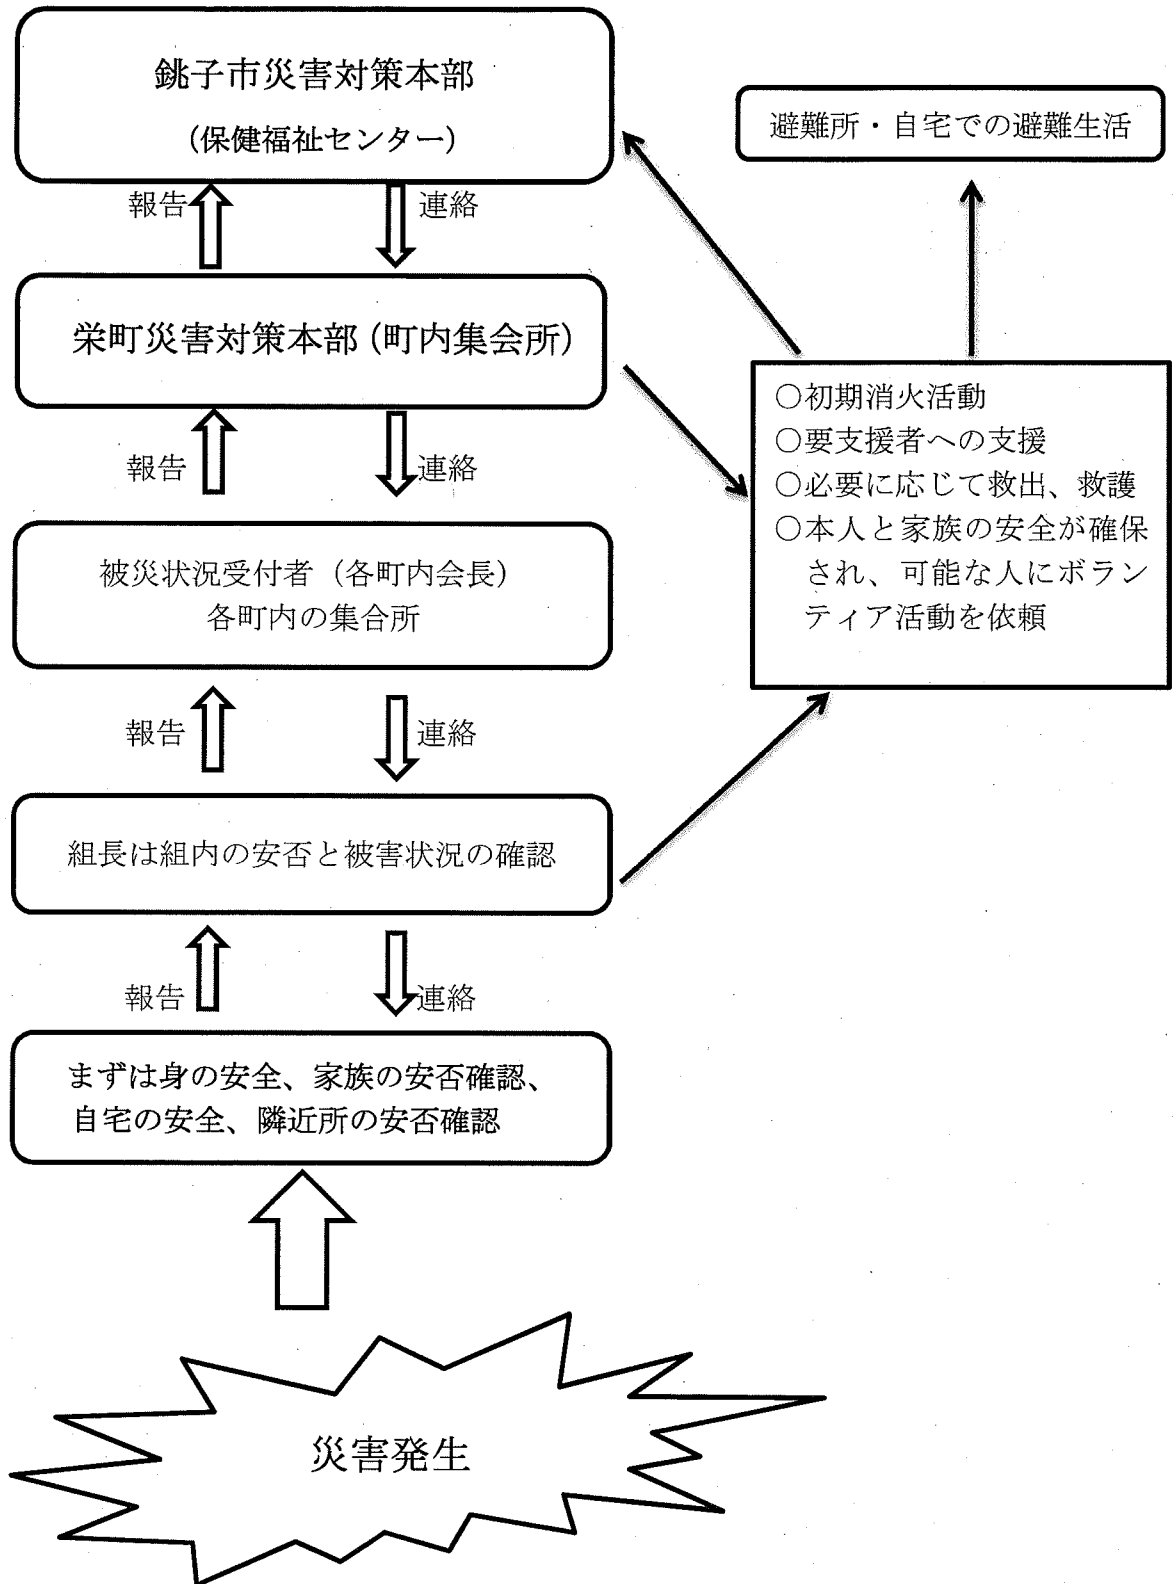 銚子市災害対策本部
(保健福祉センター)
避難所・自宅での避難生活
報告
連絡
栄町災害対策本部(町内集会所)
○初期消火活動
○要支援者への支援
○必要に応じて救出、救護
○本人と家族の安全が確保
され、可能な人にボラン
ティア活動を依頼
報告
連絡
被災状況受付者(各町内会長)
各町内の集合所
報告
連絡
組長は組内の安否と被害状況の確認
報告
連絡
まずは身の安全、家族の安否確認、
自宅の安全、隣近所の安否確認
災害発生